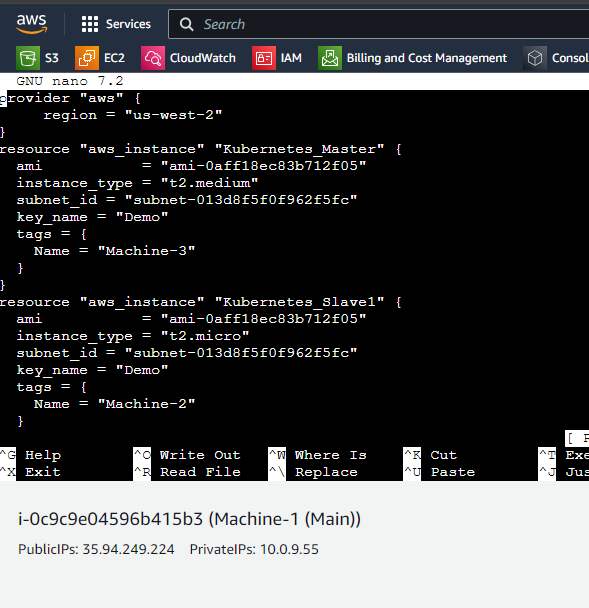 aws Services Search
S3 EC2 CloudWatch IAM Billing and Cost Management Consol
GNU nano 7.2
provider "aws" {
region = "us-west-2"
}
resource "aws_instance" "Kubernetes_Master" {
ami = "ami-0aff18ec83b712f05"
instance_type = "t2.medium"
subnet_id = "subnet-013d8f5f0f962f5fc"
key_name = "Demo"
tags = {
Name = "Machine-3"
}
}
resource "aws_instance" "Kubernetes_Slave1" {
ami = "ami-0aff18ec83b712f05"
instance_type = "t2.micro"
subnet_id = "subnet-013d8f5f0f962f5fc"
key_name = "Demo"
tags = {
Name = "Machine-2"
}
[ R
^G Help ^O Write Out ^W Where Is ^K Cut ^T Exe
^X Exit ^R Read File ^\ Replace ^U Paste ^J Jus
i-0c9c9e04596b415b3 (Machine-1 (Main))
PublicIPs: 35.94.249.224 PrivateIPs: 10.0.9.55